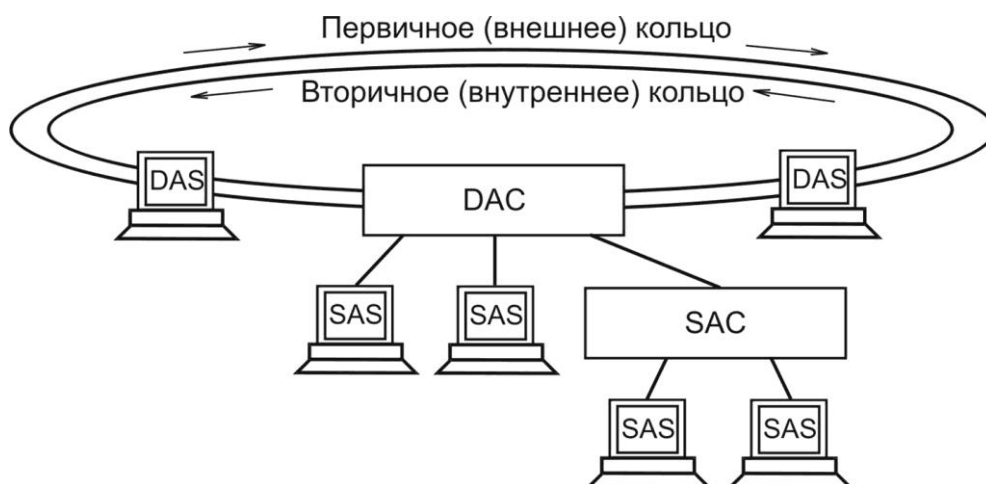 Первичное (внешнее) кольцо
Вторичное (внутреннее) кольцо
DAS
DAC
DAS
SAS
SAS
SAC
SAS
SAS